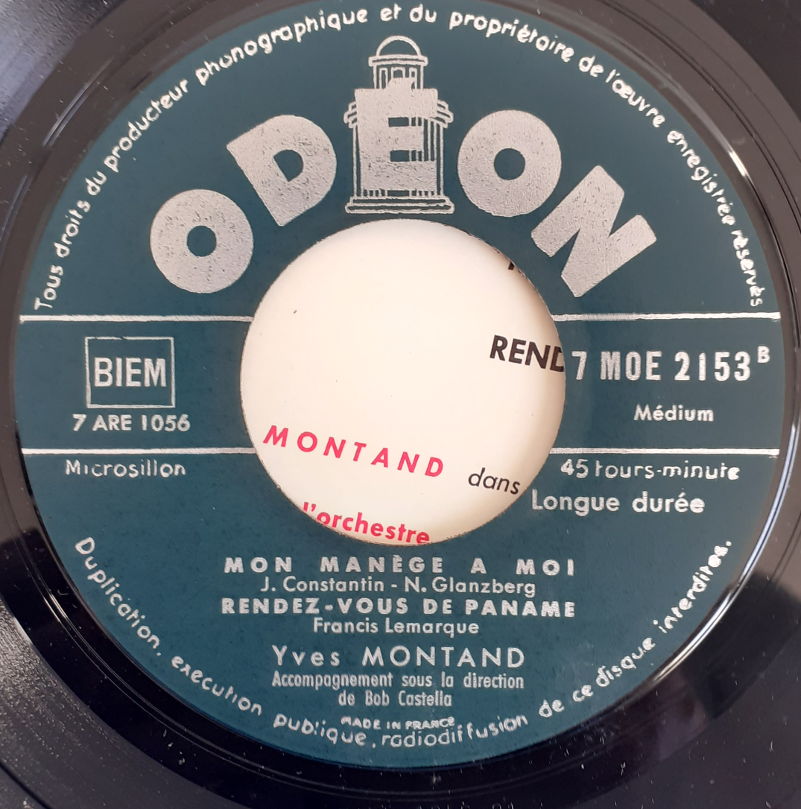 Tous droits du producteur phonographique et du propriétaire de l'œuvre enregistrée réservés
ODÉON
BIEM
7 ARE 1056
REND
7 MOE 2153 B
Médium
MONTAND dans
l'orchestre
Microsillon
45 tours-minute
Longue durée
MON MANÈGE A MOI
J. Constantin - N. Glanzberg
RENDEZ-VOUS DE PANAME
Francis Lemarque
Yves MONTAND
Accompagnement sous la direction
de Bob Castella
MADE IN FRANCE.
Duplication, exécution publique, radiodiffusion de ce disque interdites.